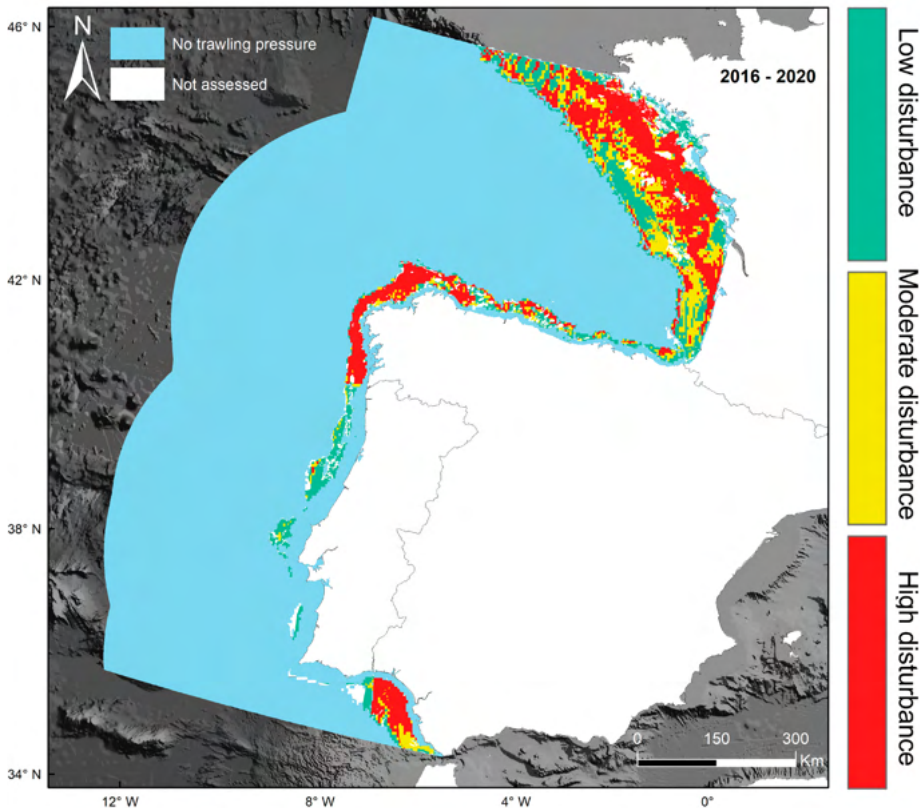 46° N
42° N
38° N
34° N
N
No trawling pressure
Not assessed
2016 - 2020
0 150 300
Km
12° W 8° W 4° W 0°
Low disturbance
Moderate disturbance
High disturbance